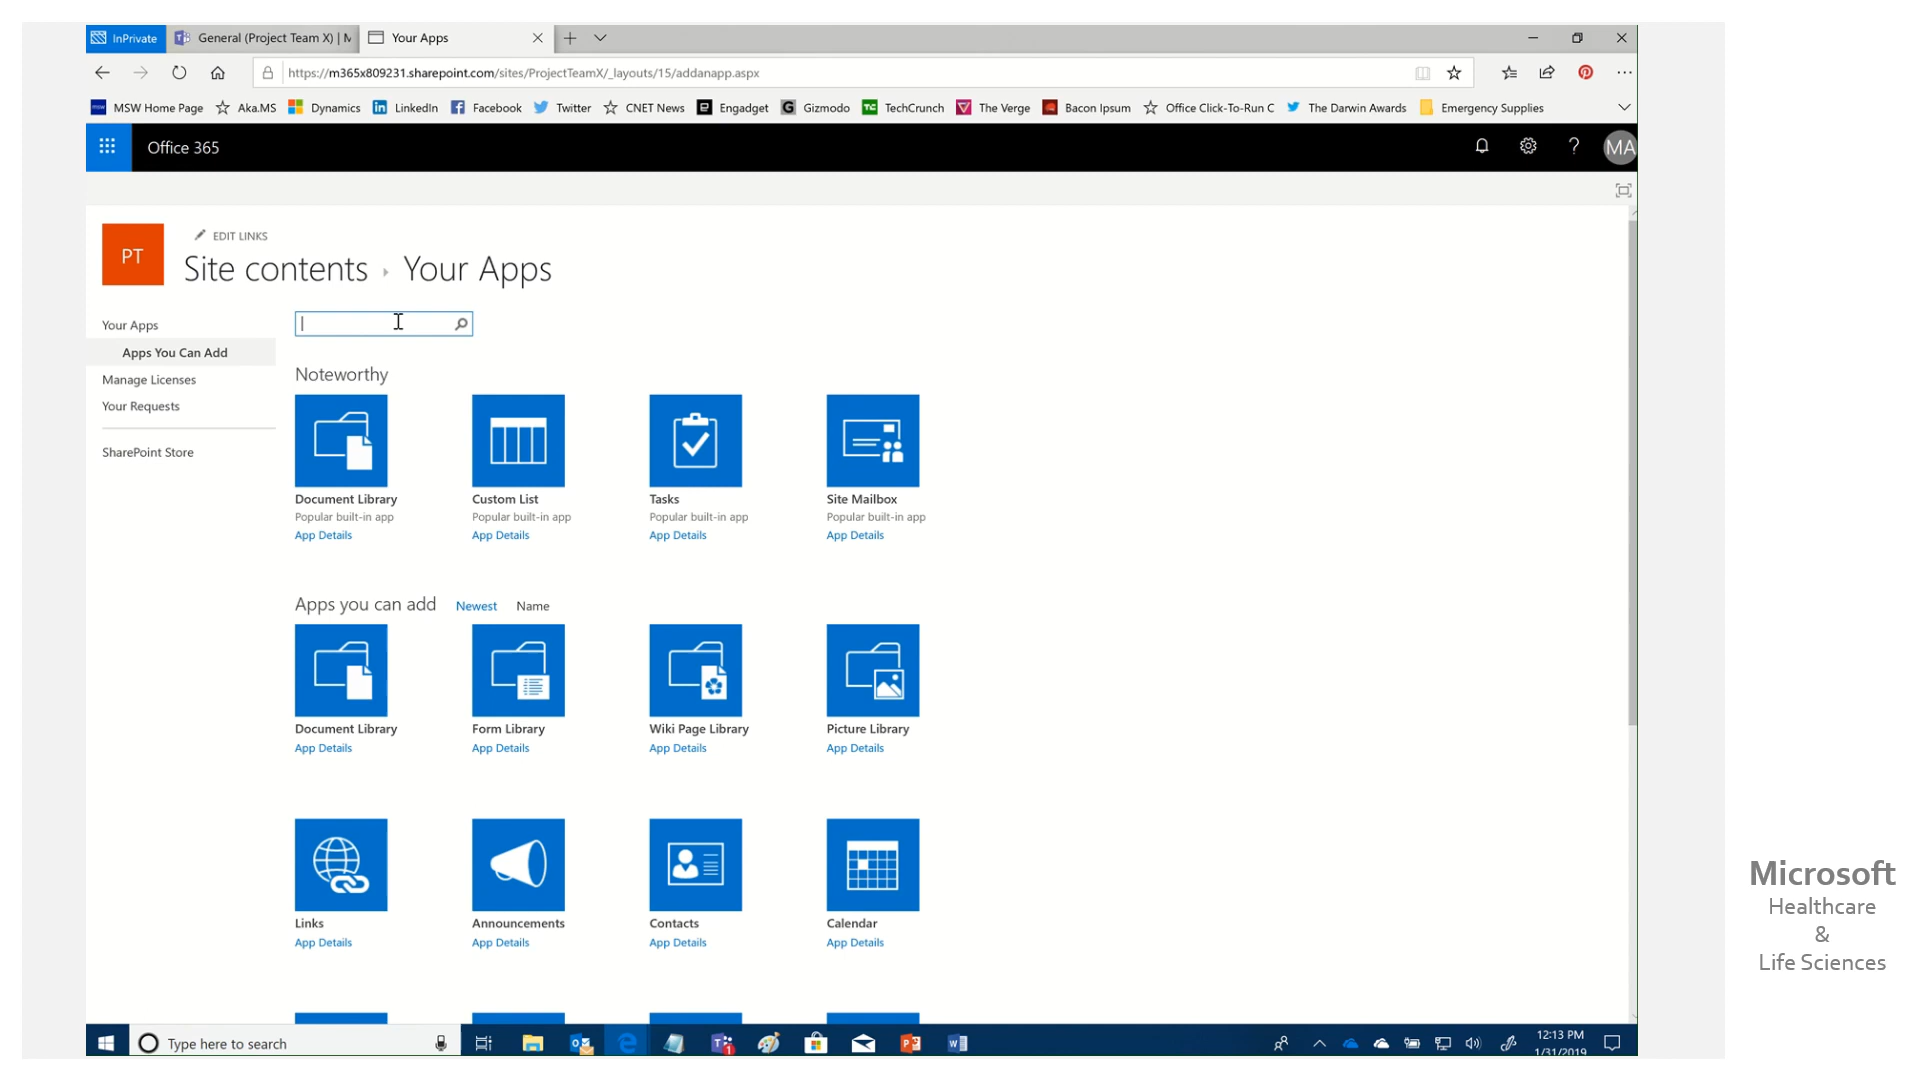 InPrivate
General (Project Team X) | M
Your Apps
https://m365x809231.sharepoint.com/sites/ProjectTeamX/_layouts/15/addanapp.aspx
MSW Home Page
Aka.MS
Dynamics
LinkedIn
Facebook
Twitter
CNET News
Engadget
Gizmodo
TechCrunch
The Verge
Bacon Ipsum
Office Click-To-Run C
The Darwin Awards
Emergency Supplies
Office 365
MA
PT
EDIT LINKS
Site contents
Your Apps
Your Apps
Apps You Can Add
Manage Licenses
Your Requests
SharePoint Store
Noteworthy
Document Library
Popular built-in app
App Details
Custom List
Popular built-in app
App Details
Tasks
Popular built-in app
App Details
Site Mailbox
Popular built-in app
App Details
Apps you can add
Newest
Name
Document Library
App Details
Form Library
App Details
Wiki Page Library
App Details
Picture Library
App Details
Links
App Details
Announcements
App Details
Contacts
App Details
Calendar
App Details
Type here to search
12:13 PM
1/31/2019
Microsoft
Healthcare
&
Life Sciences